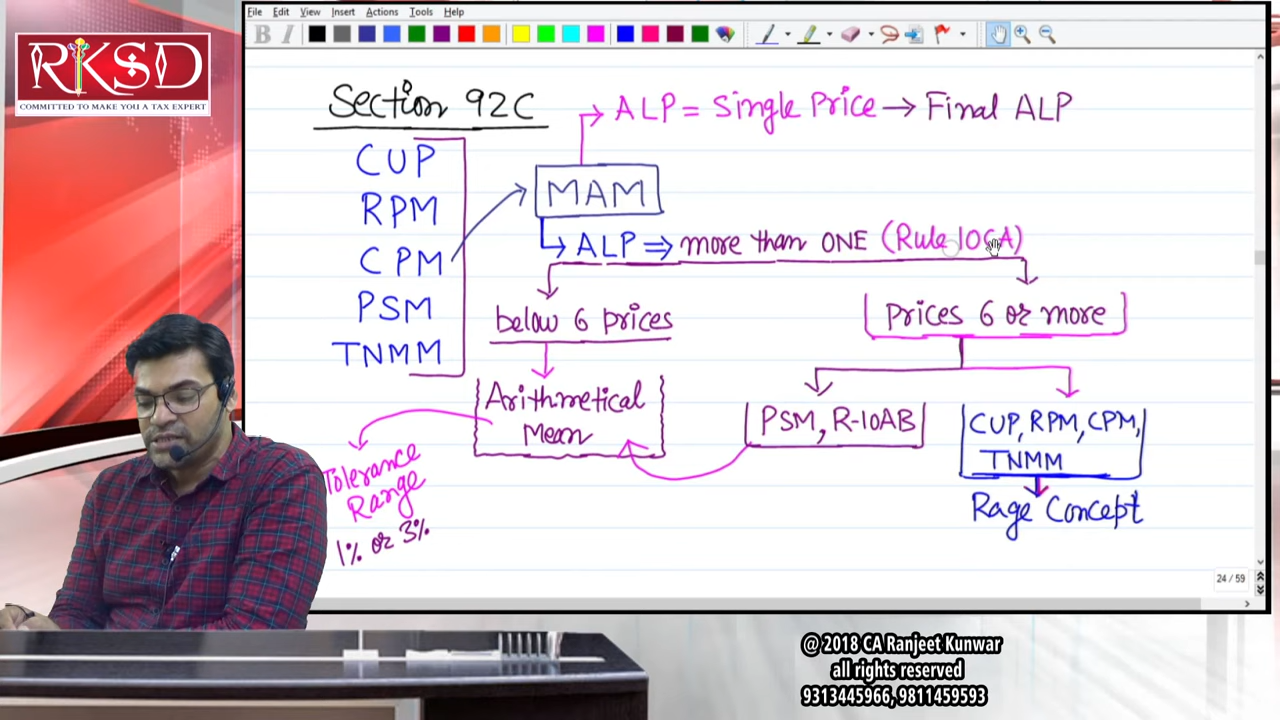 File Edit View Insert Actions Tools Help
B I
RKSD
COMMITTED TO MAKE YOU A TAX EXPERT
Section 92C
ALP = Single Price → Final ALP
CUP
RPM
CPM
PSM
TNMM
MAM
ALP ⇒ more than ONE (Rule 10CA)
below 6 prices
Prices 6 or more
Arithmetical
Mean
PSM, R-10AB
CUP, RPM, CPM,
TNMM
Tolerance
Range
1% or 3%
Rage Concept
24 / 59
@ 2018 CA Ranjeet Kunwar
all rights reserved
9313445966, 9811459593